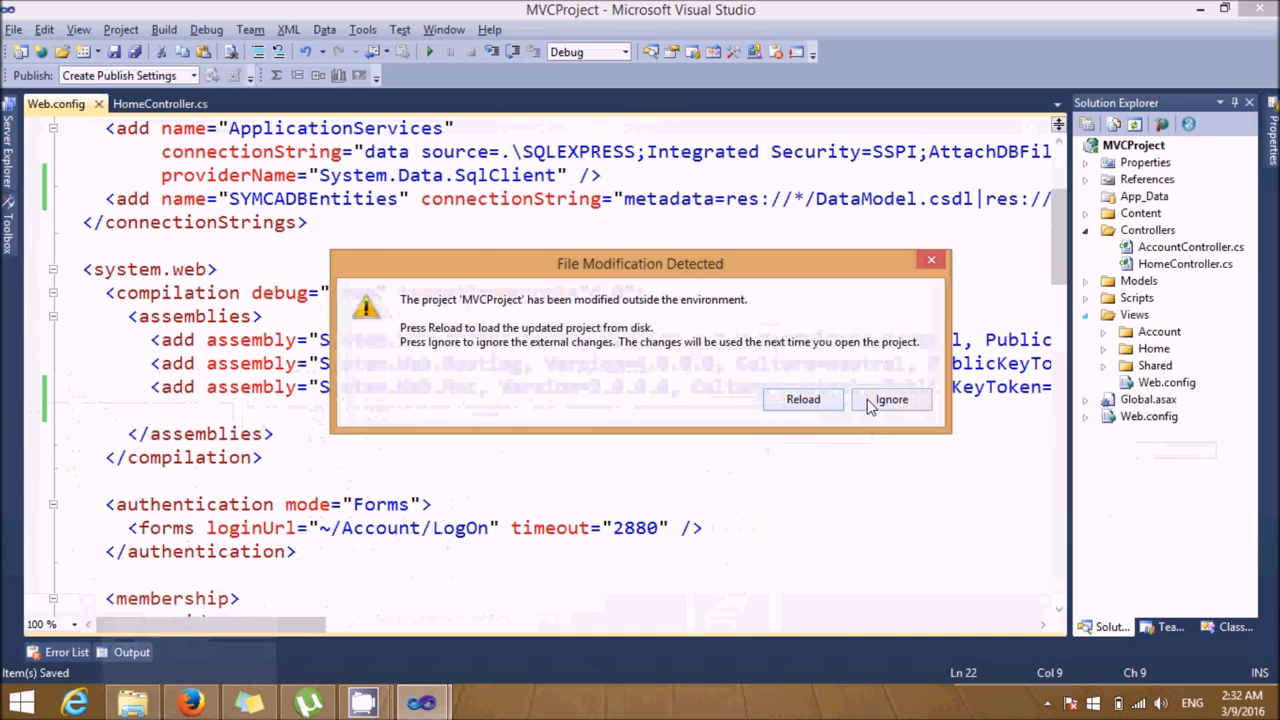 MVCProject - Microsoft Visual Studio
File Edit View Project Build Debug Team XML Data Tools Test Window Help
Debug
Publish: Create Publish Settings
Web.config HomeController.cs
<add name="ApplicationServices"
connectionString="data source=.\SQLEXPRESS;Integrated Security=SSPI;AttachDBFil
providerName="System.Data.SqlClient" />
<add name="SYMCADBEntities" connectionString="metadata=res://*/DataModel.csdl|res://
</connectionStrings>
<system.web>
<compilation debug="
<assemblies>
<add assembly="S
l, Public
<add assembly="S
blicKeyTo
<add assembly="S
KeyToken=
</assemblies>
</compilation>
<authentication mode="Forms">
<forms loginUrl="~/Account/LogOn" timeout="2880" />
</authentication>
<membership>
File Modification Detected
The project 'MVCProject' has been modified outside the environment.
Press Reload to load the updated project from disk.
Press Ignore to ignore the external changes. The changes will be used the next time you open the project.
Reload Ignore
Server Explorer
Toolbox
Solution Explorer
MVCProject
Properties
References
App_Data
Content
Controllers
AccountController.cs
HomeController.cs
Models
Scripts
Views
Account
Home
Shared
Web.config
Global.asax
Web.config
Properties
Solut... Tea... Class...
100 %
Error List Output
Item(s) Saved Ln 22 Col 9 Ch 9 INS
ENG
2:32 AM
3/9/2016